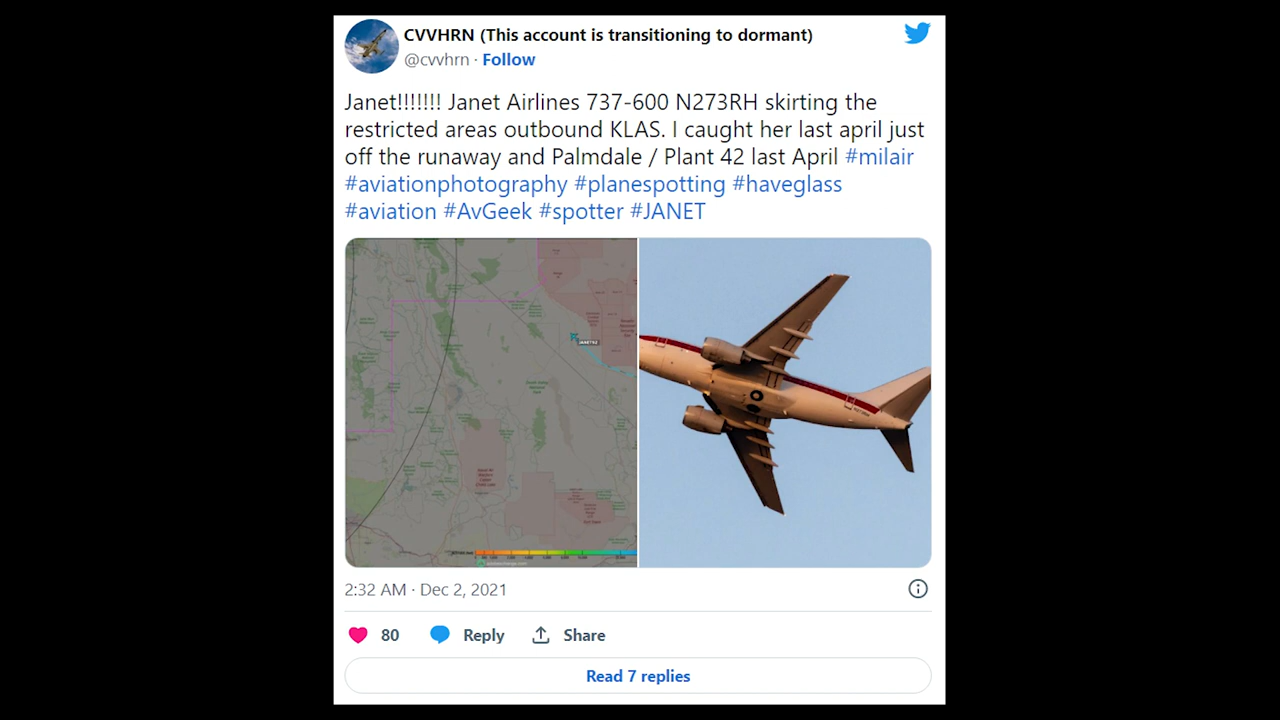 CVVHRN (This account is transitioning to dormant)
@cvvhrn · Follow
Janet!!!!!!! Janet Airlines 737-600 N273RH skirting the
restricted areas outbound KLAS. I caught her last april just
off the runaway and Palmdale / Plant 42 last April #milair
#aviationphotography #planespotting #haveglass
#aviation #AvGeek #spotter #JANET
2:32 AM · Dec 2, 2021
80 Reply Share
Read 7 replies